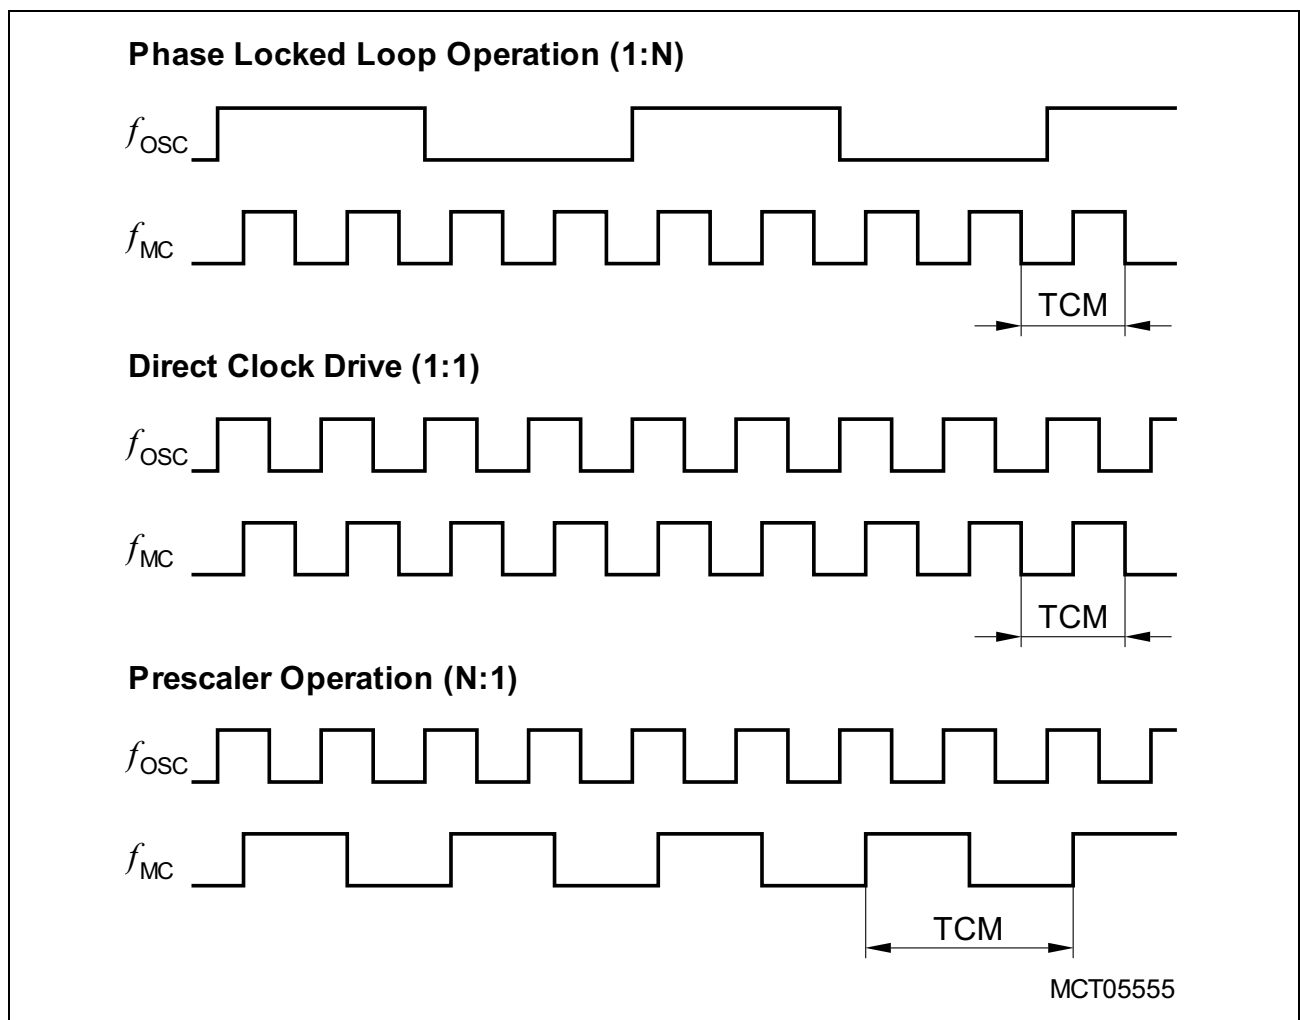 Phase Locked Loop Operation (1:N)
fOSC
fMC
TCM
Direct Clock Drive (1:1)
fOSC
fMC
TCM
Prescaler Operation (N:1)
fOSC
fMC
TCM
MCT05555